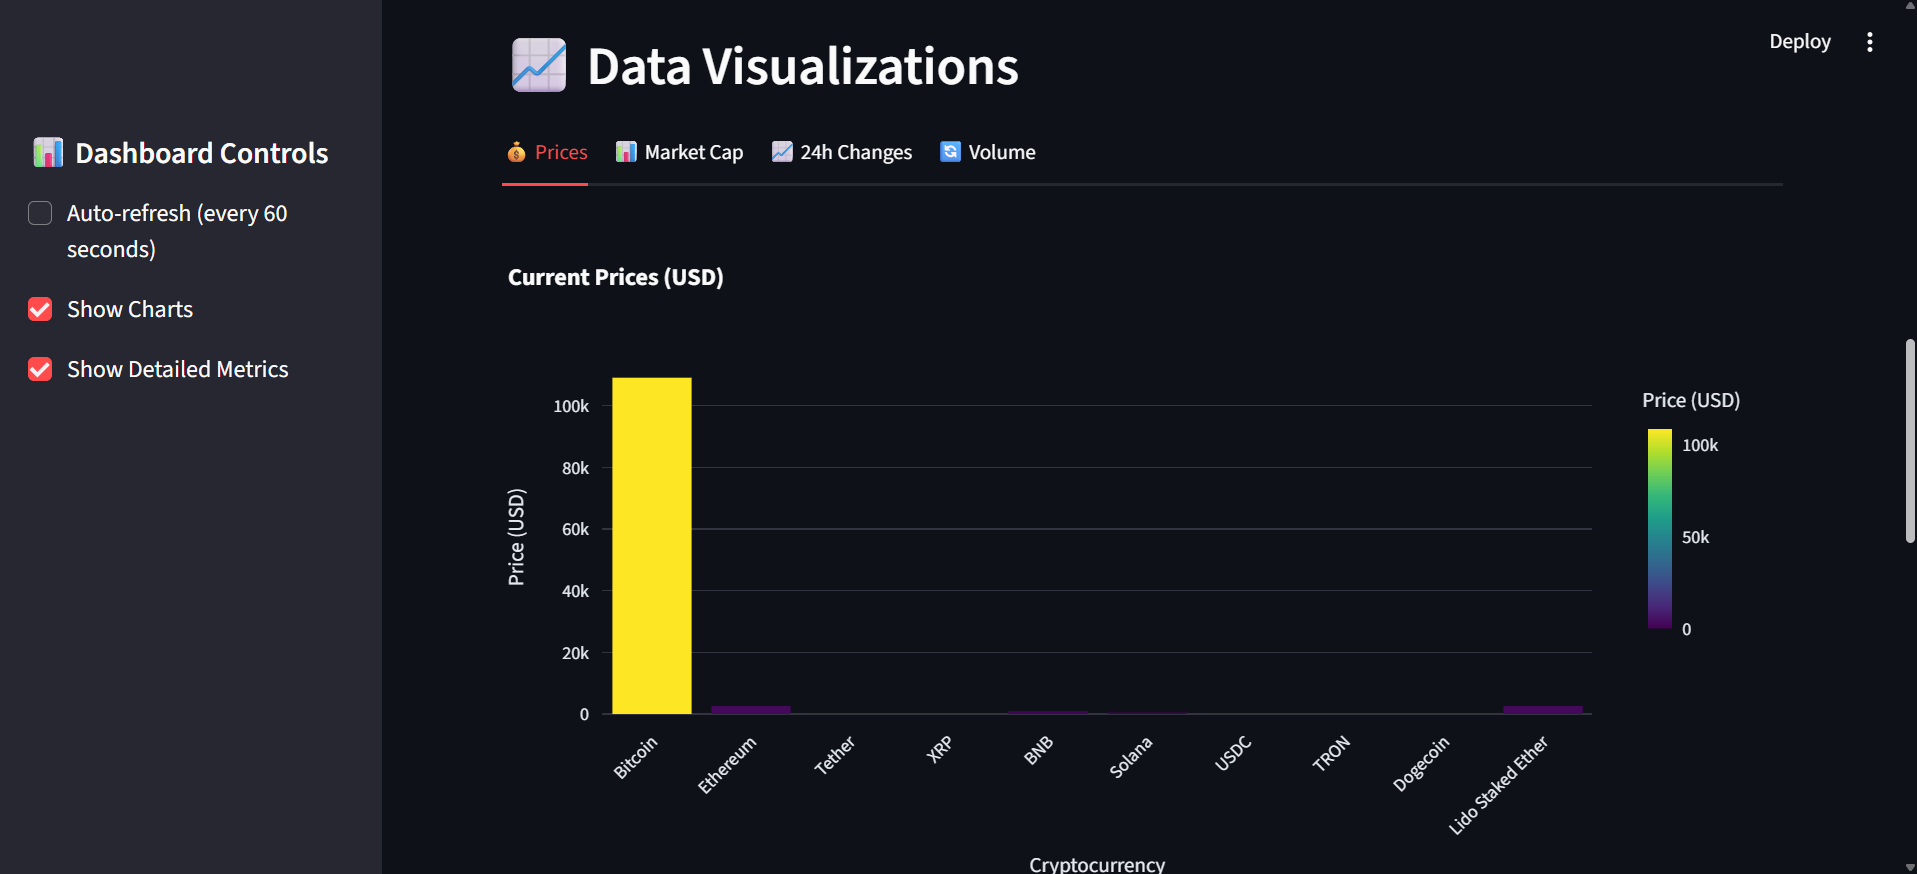 Deploy
Data Visualizations
Dashboard Controls
Auto-refresh (every 60
seconds)
Show Charts
Show Detailed Metrics
Prices
Market Cap
24h Changes
Volume
Current Prices (USD)
Price (USD)
100k
80k
60k
40k
20k
0
Bitcoin
Ethereum
Tether
XRP
BNB
Solana
USDC
TRON
Dogecoin
Lido Staked Ether
Cryptocurrency
Price (USD)
100k
50k
0